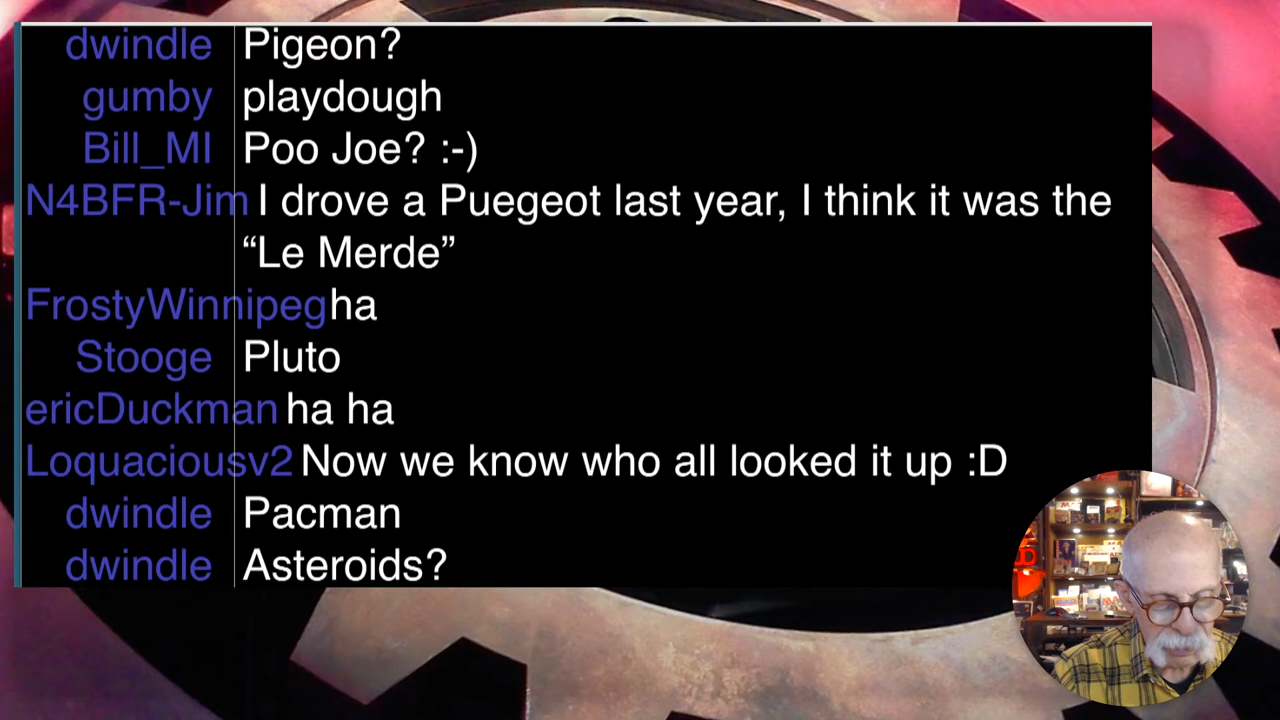 dwindle Pigeon?
gumby playdough
Bill_MI Poo Joe? :-)
N4BFR-Jim I drove a Puegeot last year, I think it was the
“Le Merde”
FrostyWinnipeg ha
Stooge Pluto
ericDuckman ha ha
Loquaciousv2 Now we know who all looked it up :D
dwindle Pacman
dwindle Asteroids?